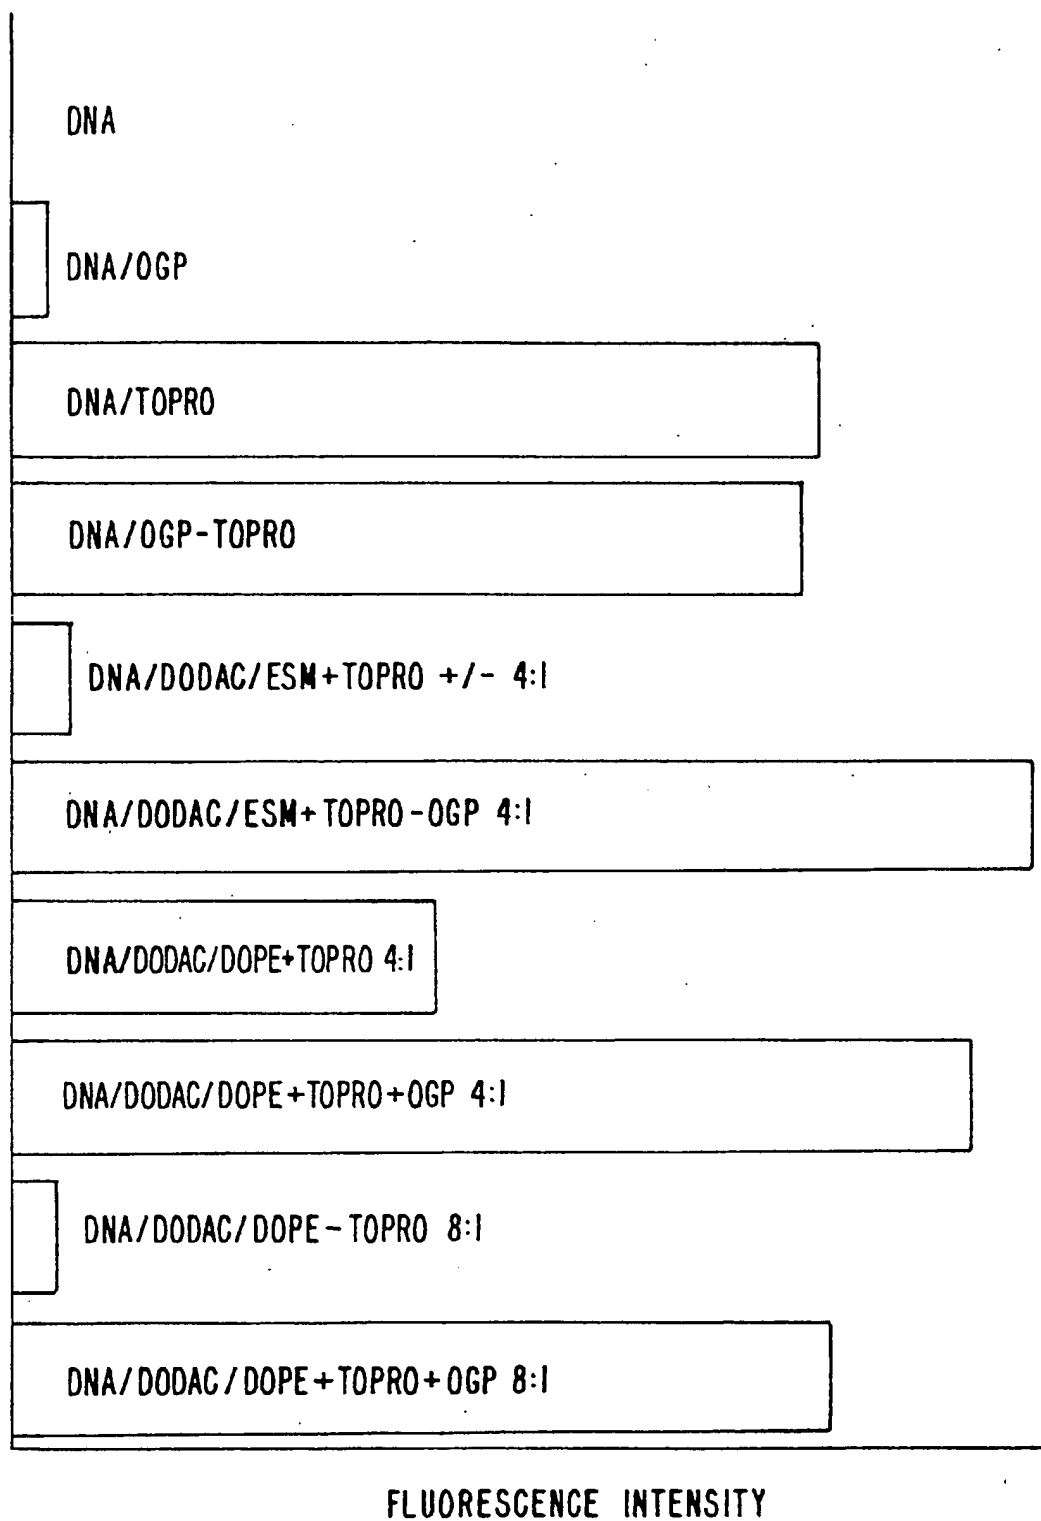 DNA
DNA/OGP
DNA/TOPRO
DNA/OGP-TOPRO
DNA/DODAC/ESM+TOPRO +/- 4:1
DNA/DODAC/ESM+TOPRO-OGP 4:1
DNA/DODAC/DOPE+TOPRO 4:1
DNA/DODAC/DOPE+TOPRO+OGP 4:1
DNA/DODAC/DOPE-TOPRO 8:1
DNA/DODAC/DOPE+TOPRO+OGP 8:1
FLUORESCENCE INTENSITY